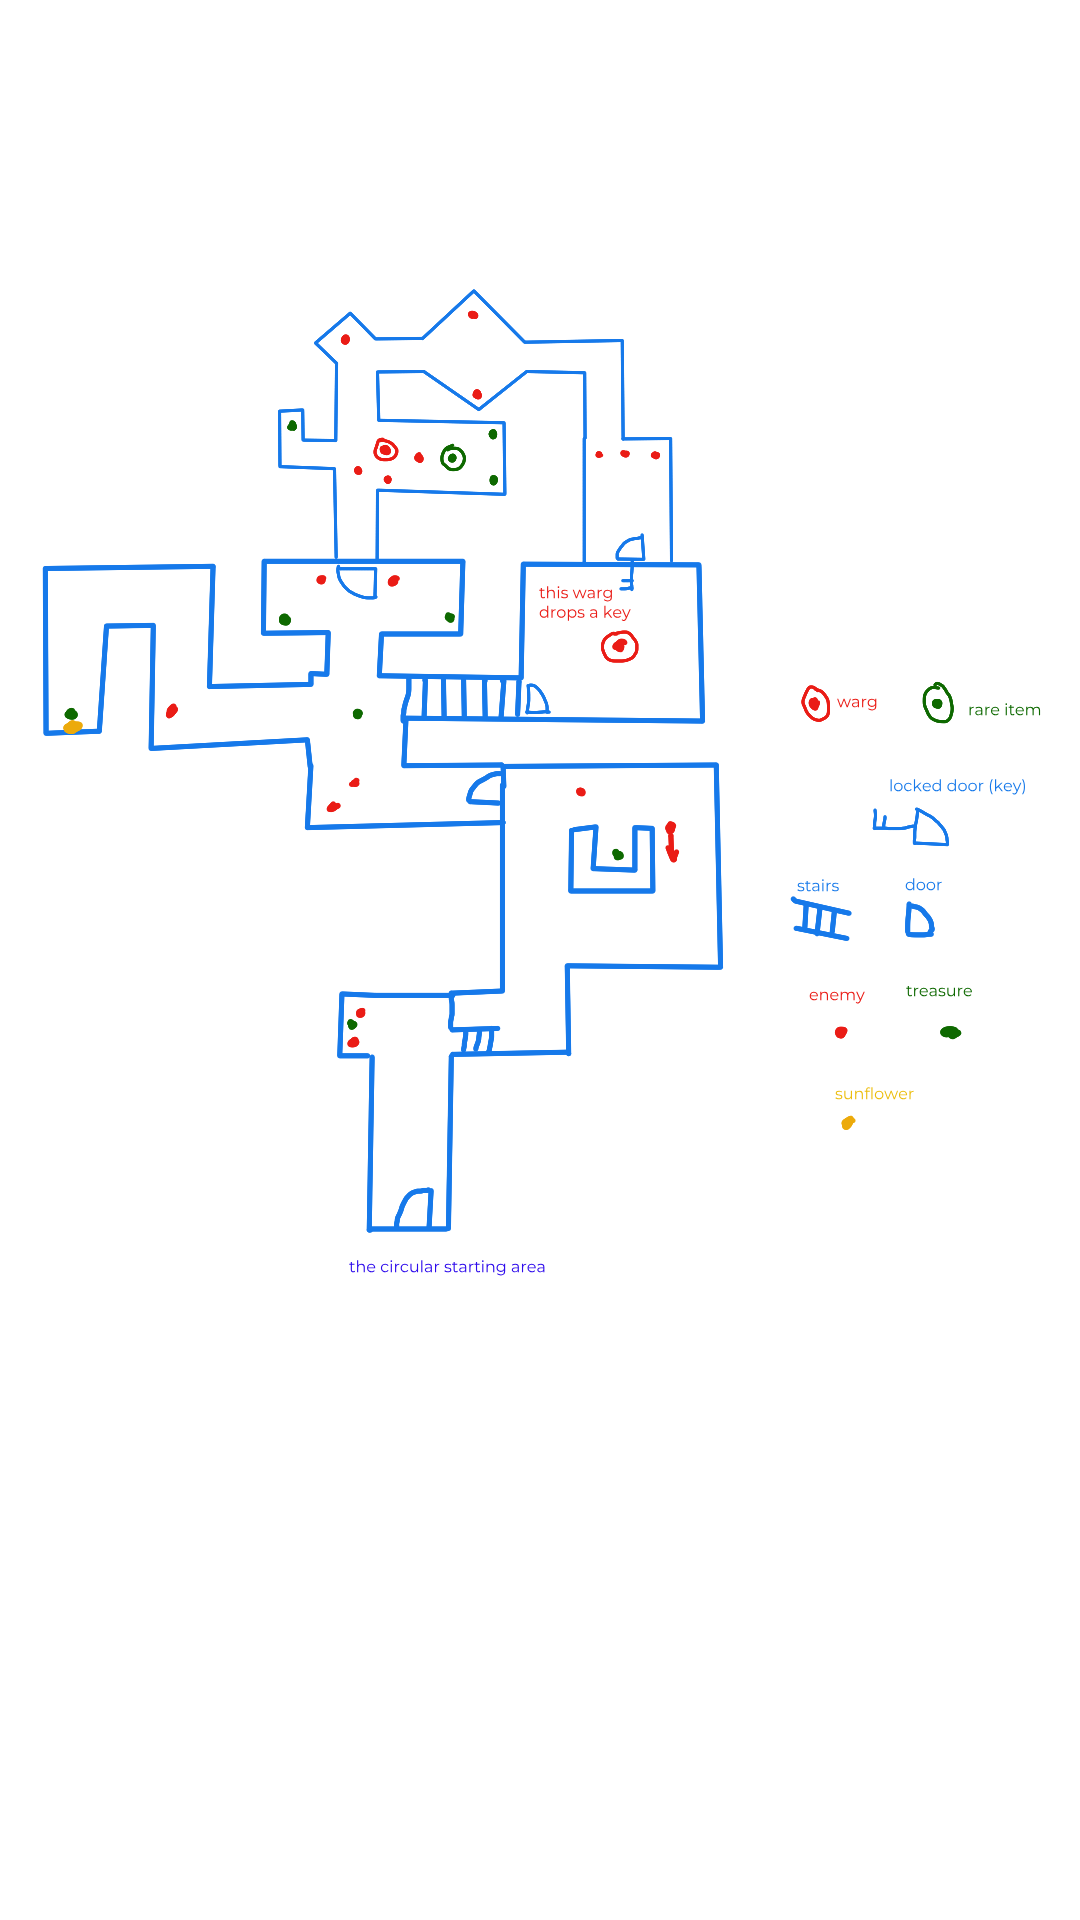 this warg
drops a key
warg
rare item
locked door (key)
stairs
door
enemy
treasure
sunflower
the circular starting area